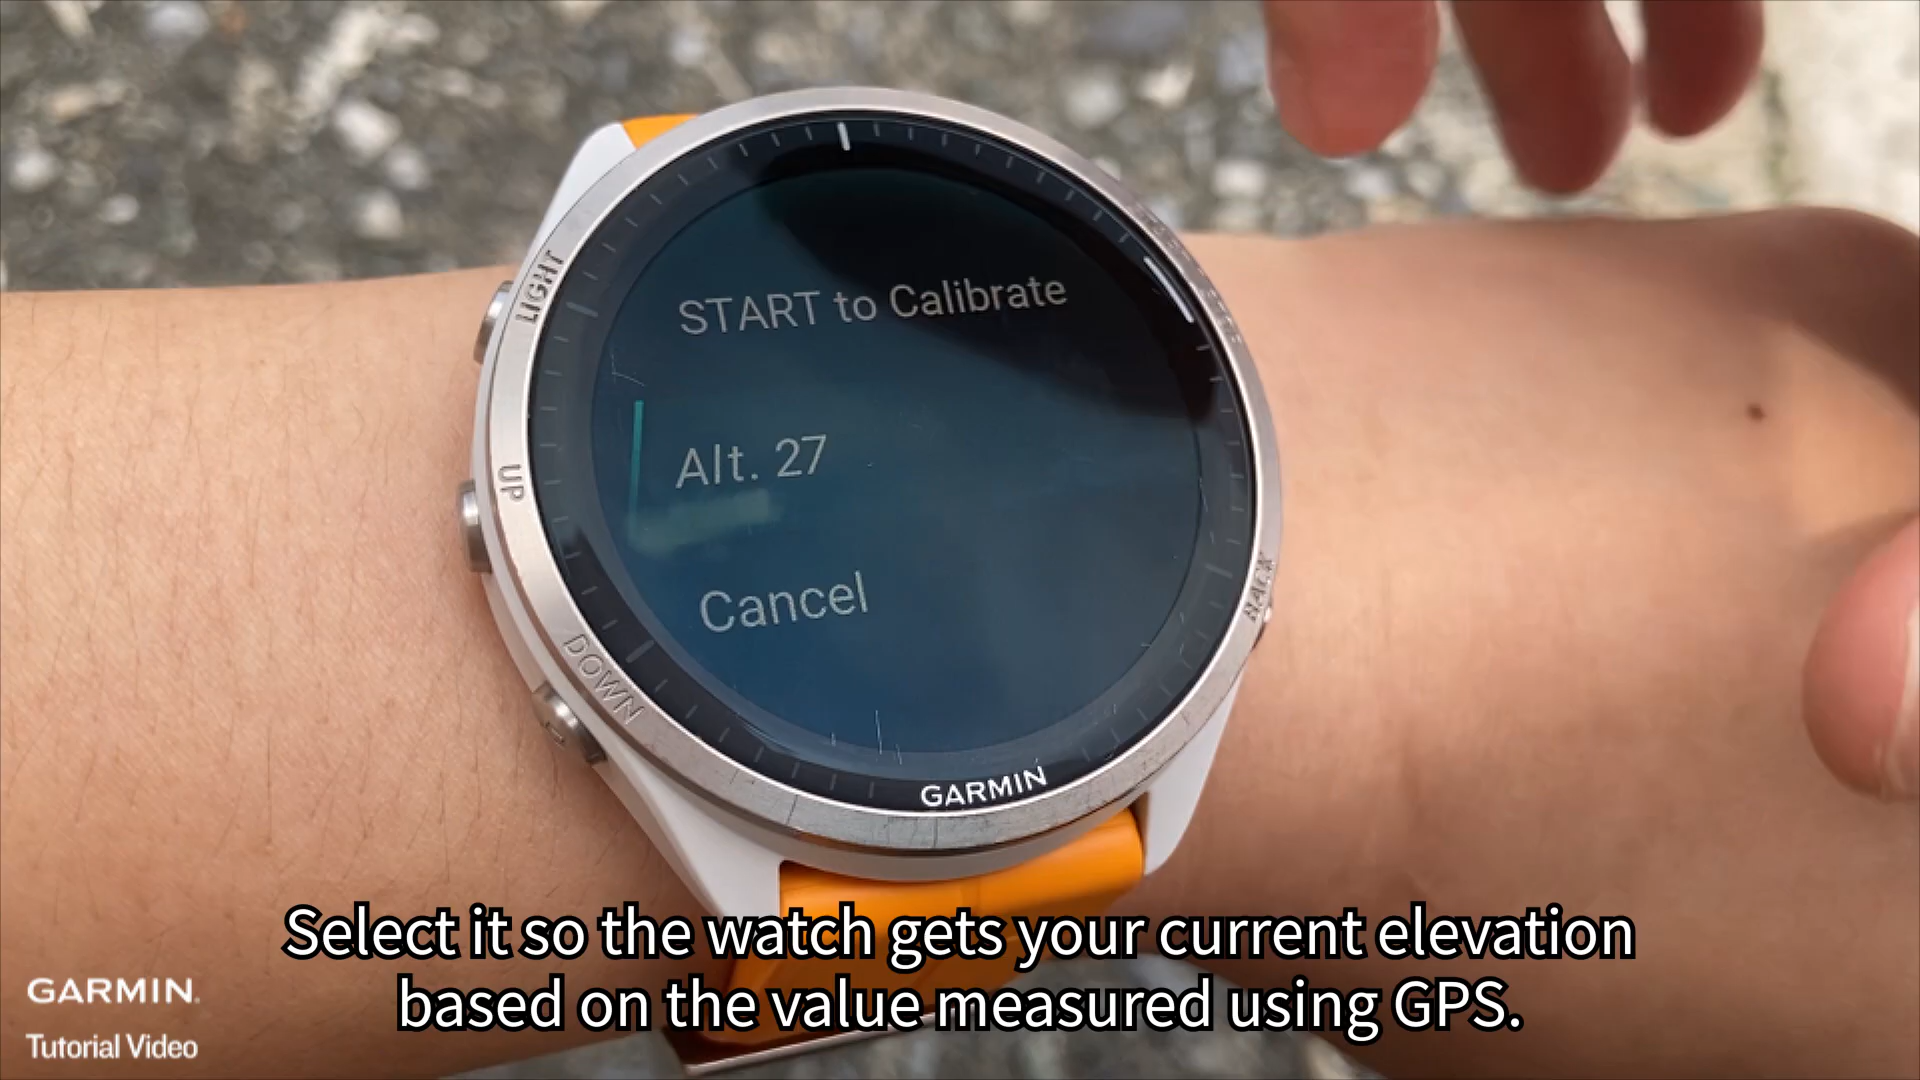 LIGHT
START to Calibrate
Alt. 27
UP
Cancel
BACK
DOWN
GARMIN
Select it so the watch gets your current elevation
based on the value measured using GPS.
GARMIN.
Tutorial Video